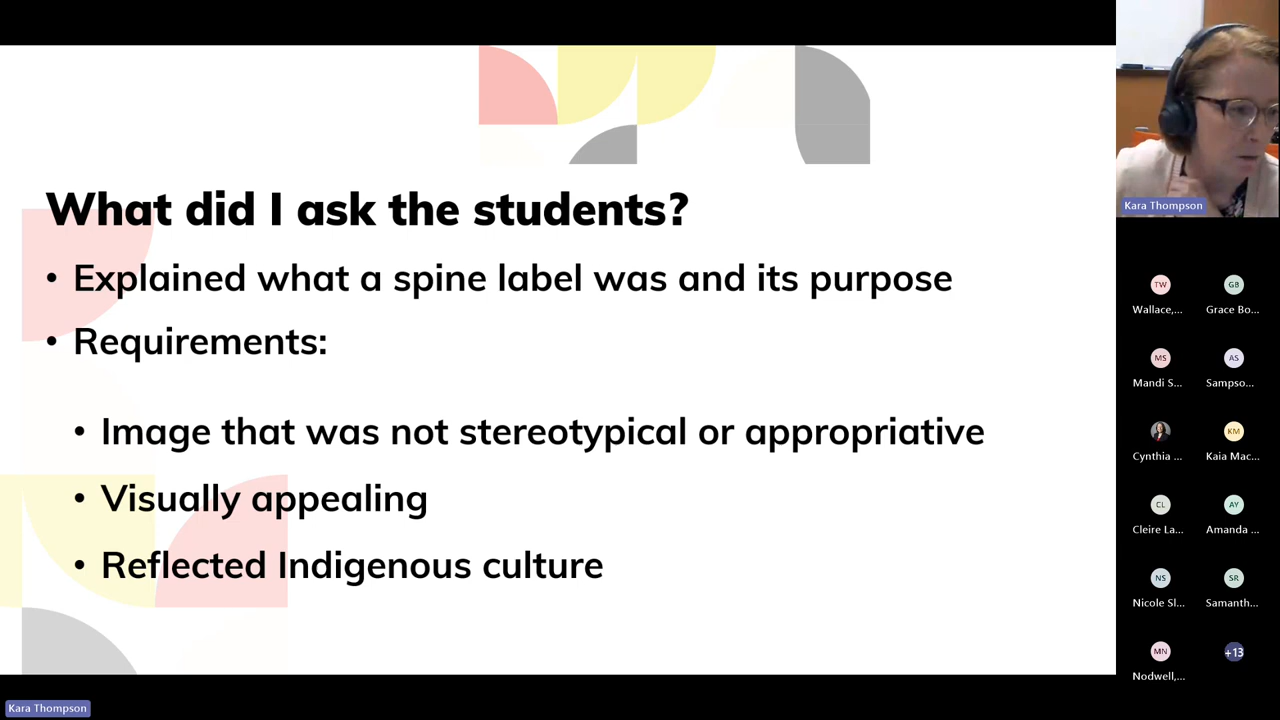 What did I ask the students?
• Explained what a spine label was and its purpose
• Requirements:
• Image that was not stereotypical or appropriative
• Visually appealing
• Reflected Indigenous culture
Kara Thompson
TW
GB
Wallace,...
Grace Bo...
MS
AS
Mandi S...
Sampso...
KM
Cynthia ...
Kaia Mac...
CL
AY
Cleire La...
Amanda ...
NS
SR
Nicole Sl...
Samanth...
MN
+13
Nodwell,...
Kara Thompson